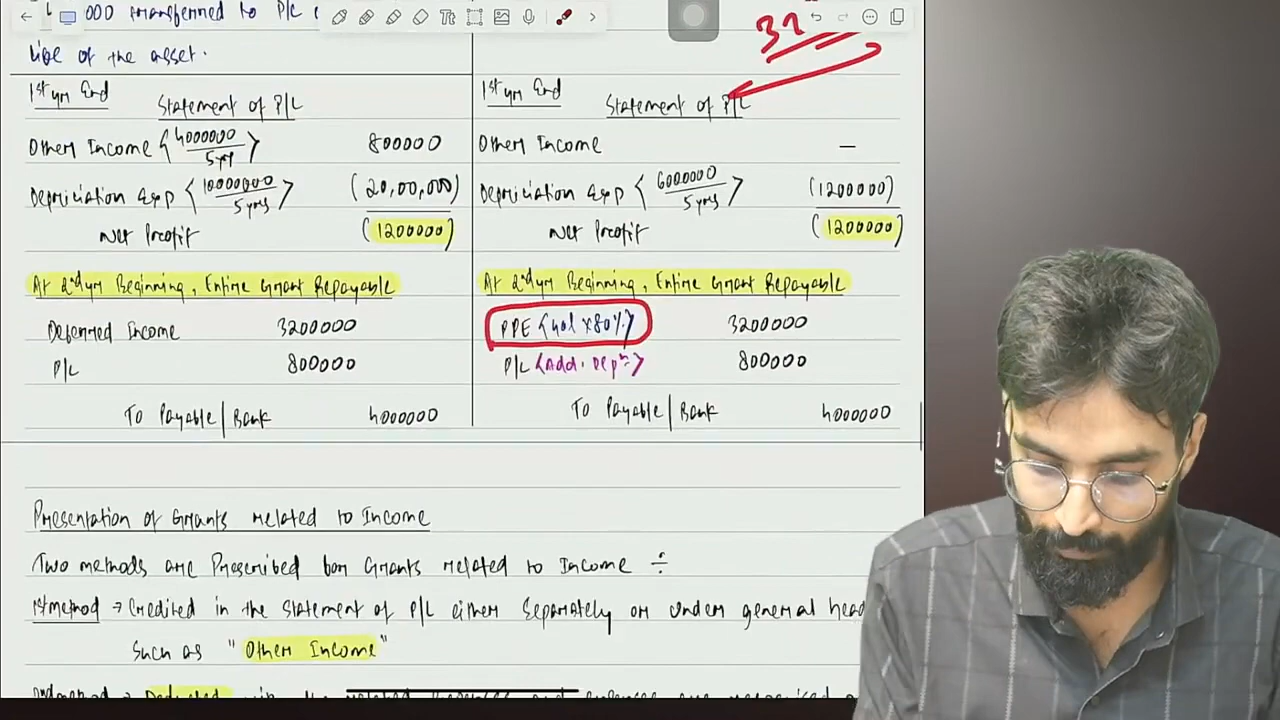 000 transferred to P/L
life of the asset.
1st yr End
Statement of P/L
Other Income { 4000000 / 5yr } 800000
Depriciation Exp { 10000000 / 5yrs } (20,00,000)
Net Profit (1200000)
At 2nd yr Beginning, Entire Grant Repayable
Deferred Income 3200000
P/L 800000
To Payable / Bank 4000000
32
1st yr End
Statement of P/L
Other Income —
Depriciation Exp { 6000000 / 5yrs } (1200000)
Net Profit (1200000)
At 2nd yr Beginning, Entire Grant Repayable
PPE {40l x 80%} 3200000
P/L {Add. Depn} 800000
To Payable / Bank 4000000
Presentation of Grants related to Income
Two methods are Prescribed for Grants related to Income ÷
1st method → Credited in the statement of P/L either Separately or under general head
Such as "Other Income"
2nd method → Deducted